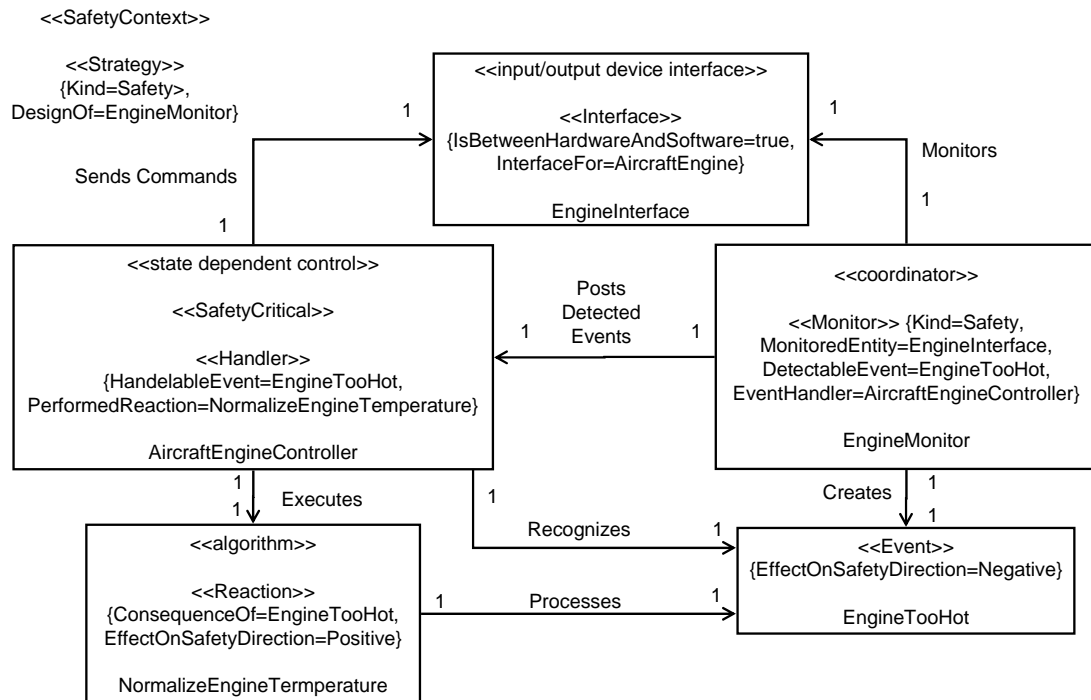 <<SafetyContext>>
<<Strategy>>
{Kind=Safety>,
DesignOf=EngineMonitor}
<<input/output device interface>>
<<Interface>>
{IsBetweenHardwareAndSoftware=true,
InterfaceFor=AircraftEngine}
EngineInterface
1
1
Sends Commands
1
Monitors
1
<<state dependent control>>
<<SafetyCritical>>
<<Handler>>
{HandelableEvent=EngineTooHot,
PerformedReaction=NormalizeEngineTemperature}
AircraftEngineController
Posts
Detected
Events
1
1
<<coordinator>>
<<Monitor>> {Kind=Safety,
MonitoredEntity=EngineInterface,
DetectableEvent=EngineTooHot,
EventHandler=AircraftEngineController}
EngineMonitor
1
Executes
1
1
Recognizes
1
Creates
1
1
<<algorithm>>
<<Reaction>>
{ConsequenceOf=EngineTooHot,
EffectOnSafetyDirection=Positive}
NormalizeEngineTermperature
1
Processes
1
<<Event>>
{EffectOnSafetyDirection=Negative}
EngineTooHot